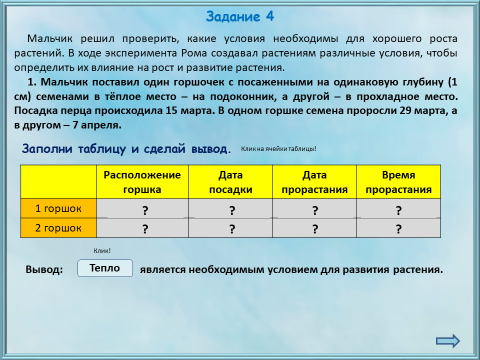 Задание 4
Мальчик решил проверить, какие условия необходимы для хорошего роста
растений. В ходе эксперимента Рома создавал растениям различные условия, чтобы
определить их влияние на рост и развитие растения.
1. Мальчик поставил один горшочек с посаженными на одинаковую глубину (1
см) семенами в тёплое место – на подоконник, а другой – в прохладное место.
Посадка перца происходила 15 марта. В одном горшке семена проросли 29 марта, а
в другом – 7 апреля.
Заполни таблицу и сделай вывод. Клик на ячейки таблицы!
Расположение горшка Дата посадки Дата прорастания Время прорастания
1 горшок ? ? ? ?
2 горшок ? ? ? ?
Клик!
Вывод: Тепло является необходимым условием для развития растения.